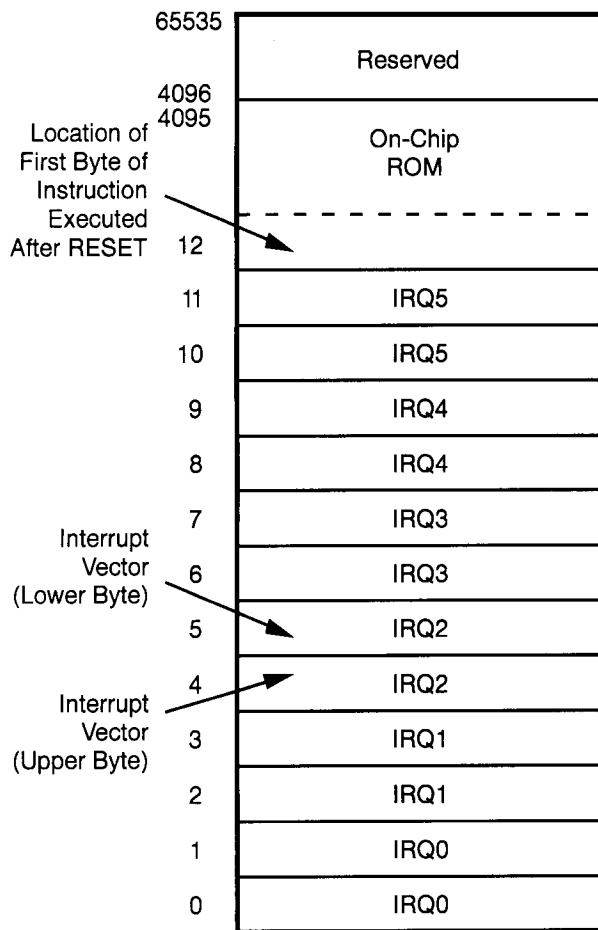 65535
Reserved
4096
4095
On-Chip
ROM
Location of
First Byte of
Instruction
Executed
After RESET
12
11 IRQ5
10 IRQ5
9 IRQ4
8 IRQ4
7 IRQ3
Interrupt
Vector
(Lower Byte)
6 IRQ3
5 IRQ2
4 IRQ2
Interrupt
Vector
(Upper Byte)
3 IRQ1
2 IRQ1
1 IRQ0
0 IRQ0